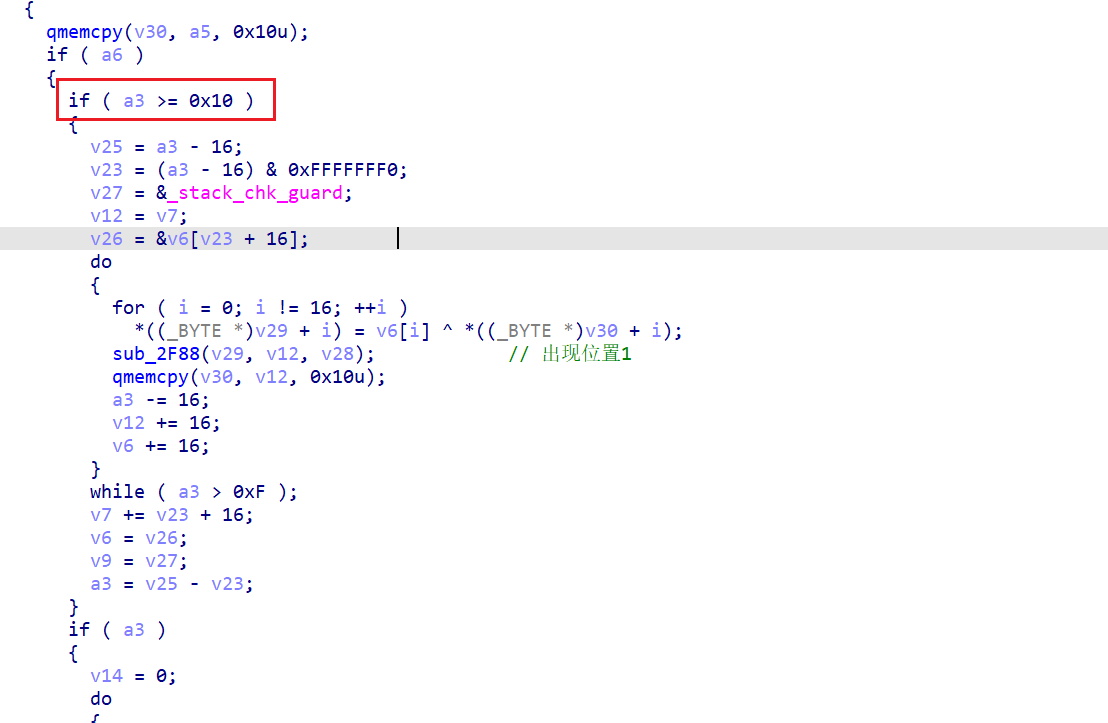 {
qmemcpy(v30, a5, 0x10u);
if ( a6 )
{
if ( a3 >= 0x10 )
{
v25 = a3 - 16;
v23 = (a3 - 16) & 0xFFFFFFF0;
v27 = &_stack_chk_guard;
v12 = v7;
v26 = &v6[v23 + 16];
do
{
for ( i = 0; i != 16; ++i )
*((_BYTE *)v29 + i) = v6[i] ^ *((_BYTE *)v30 + i);
sub_2F88(v29, v12, v28); // 出现位置1
qmemcpy(v30, v12, 0x10u);
a3 -= 16;
v12 += 16;
v6 += 16;
}
while ( a3 > 0xF );
v7 += v23 + 16;
v6 = v26;
v9 = v27;
a3 = v25 - v23;
}
if ( a3 )
{
v14 = 0;
do
{